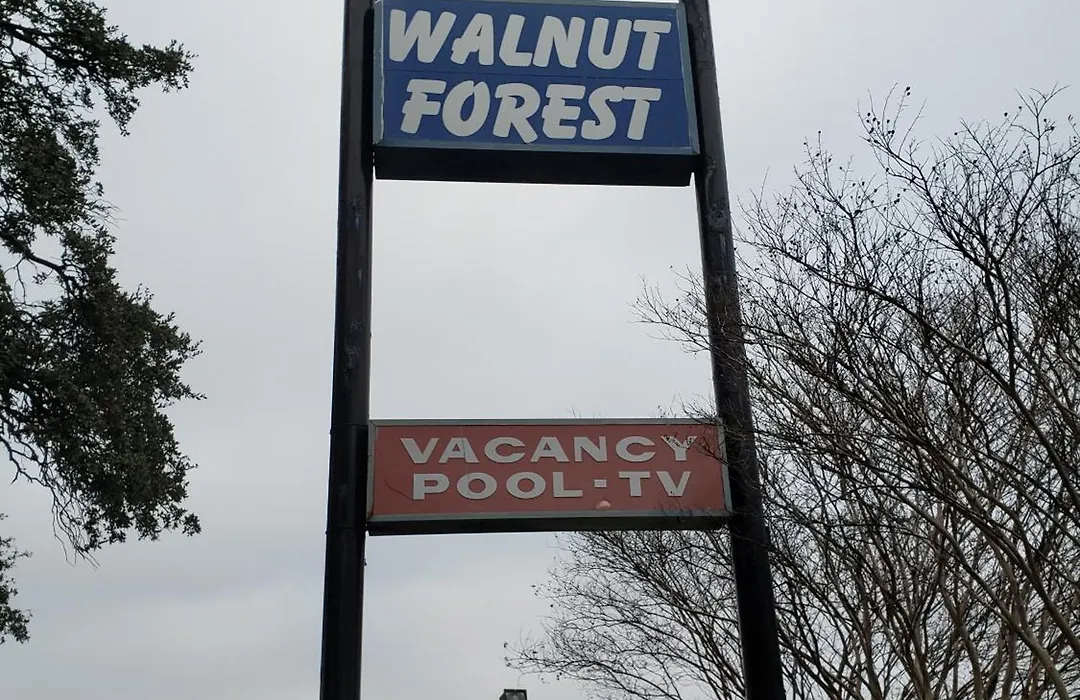 WALNUT
FOREST
VACANCY
POOL·TV